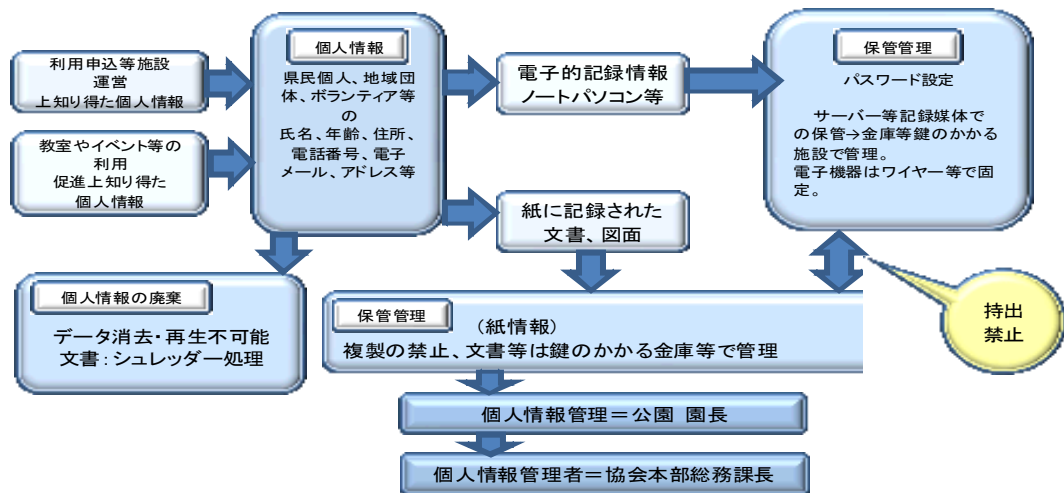 利用申込等施設
運営
上知り得た個人情報
教室やイベント等の
利用
促進上知り得た
個人情報
個人情報
県民個人、地域団
体、ボランティア等
の
氏名、年齢、住所、
電話番号、電子
メール、アドレス等
電子的記録情報
ノートパソコン等
紙に記録された
文書、図面
保管管理
パスワード設定
サーバー等記録媒体で
の保管→金庫等鍵のかかる
施設で管理。
電子機器はワイヤー等で固
定。
個人情報の廃棄
データ消去・再生不可能
文書：シュレッダー処理
保管管理
（紙情報）
複製の禁止、文書等は鍵のかかる金庫等で管理
持出
禁止
個人情報管理＝公園 園長
個人情報管理者＝協会本部総務課長